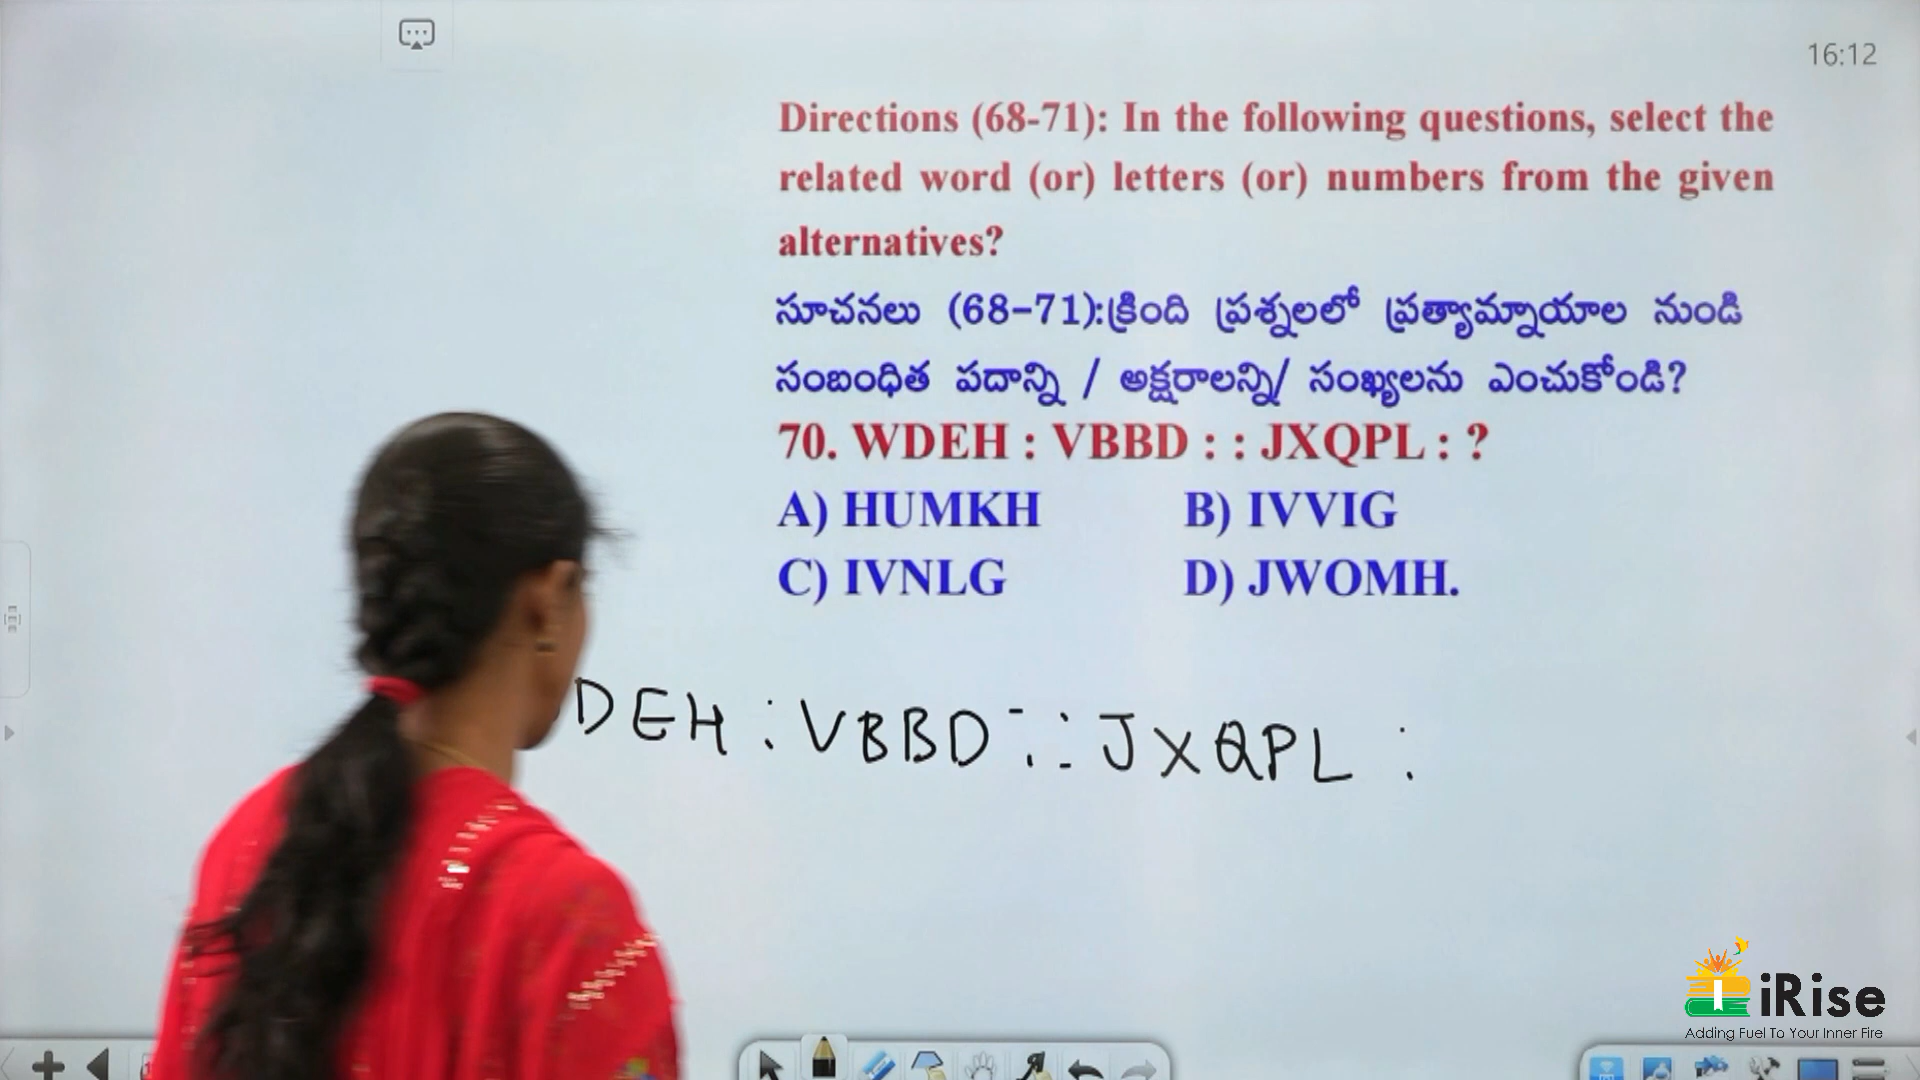 16:12
Directions (68-71): In the following questions, select the
related word (or) letters (or) numbers from the given
alternatives?
సూచనలు (68-71):క్రింది ప్రశ్నలలో ప్రత్యామ్నాయాల నుండి
సంబంధిత పదాన్ని / అక్షరాలన్ని/ సంఖ్యలను ఎంచుకోండి?
70. WDEH : VBBD : : JXQPL : ?
A) HUMKH B) IVVIG
C) IVNLG D) JWOMH.
DEH : VBBD :: JXQPL :
iRise
Adding Fuel To Your Inner Fire